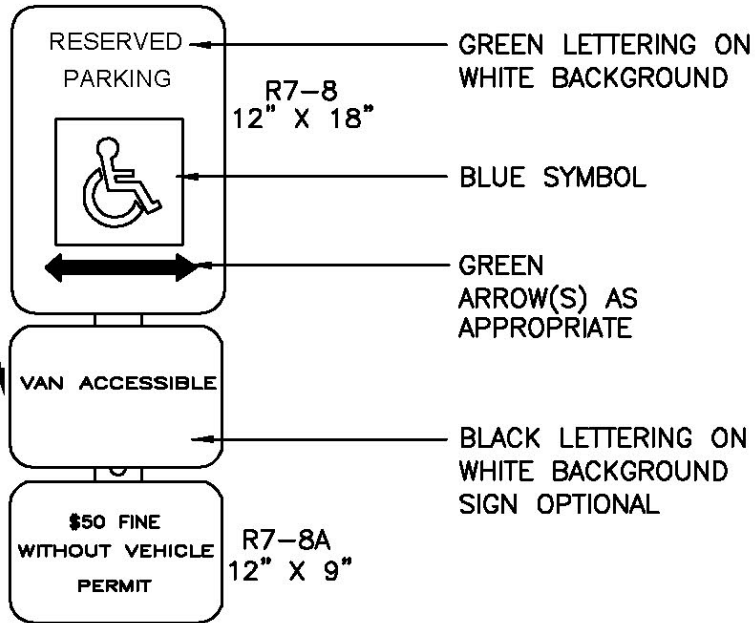 RESERVED
PARKING
R7-8
12" X 18"
GREEN LETTERING ON
WHITE BACKGROUND
BLUE SYMBOL
GREEN
ARROW(S) AS
APPROPRIATE
VAN ACCESSIBLE
BLACK LETTERING ON
WHITE BACKGROUND
SIGN OPTIONAL
$50 FINE
WITHOUT VEHICLE
PERMIT
R7-8A
12" X 9"